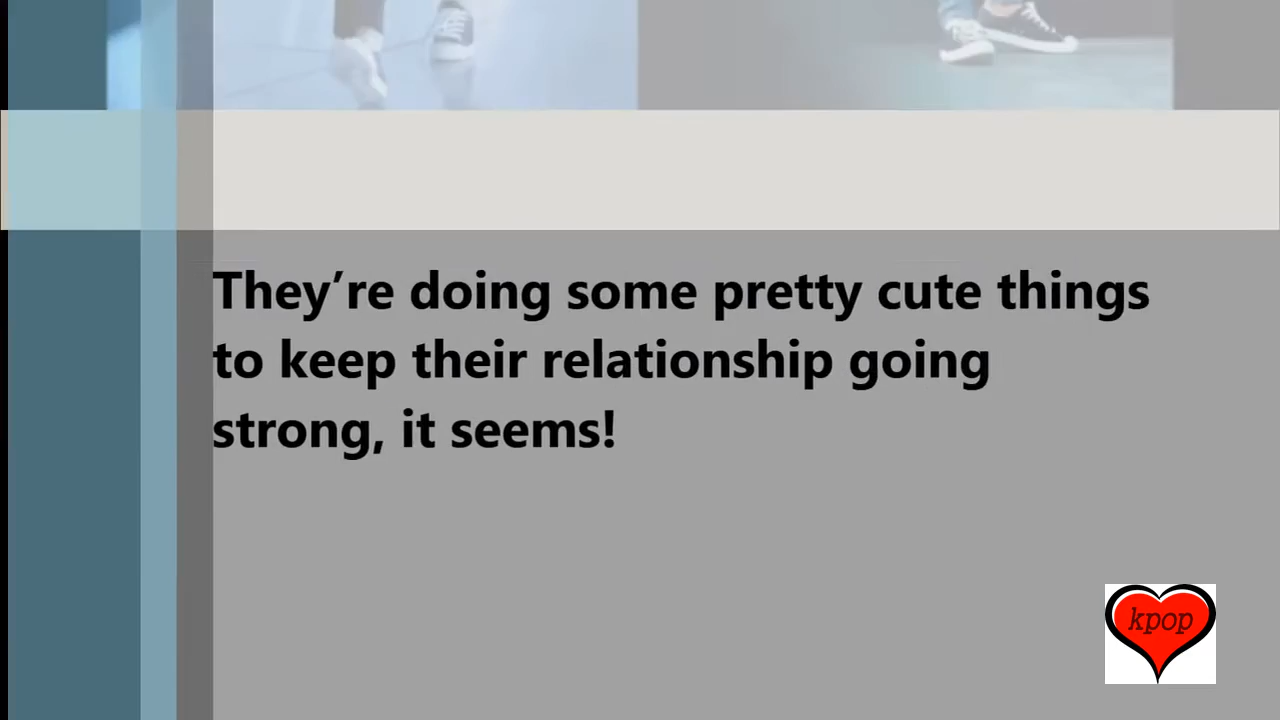 They’re doing some pretty cute things
to keep their relationship going
strong, it seems!
kpop